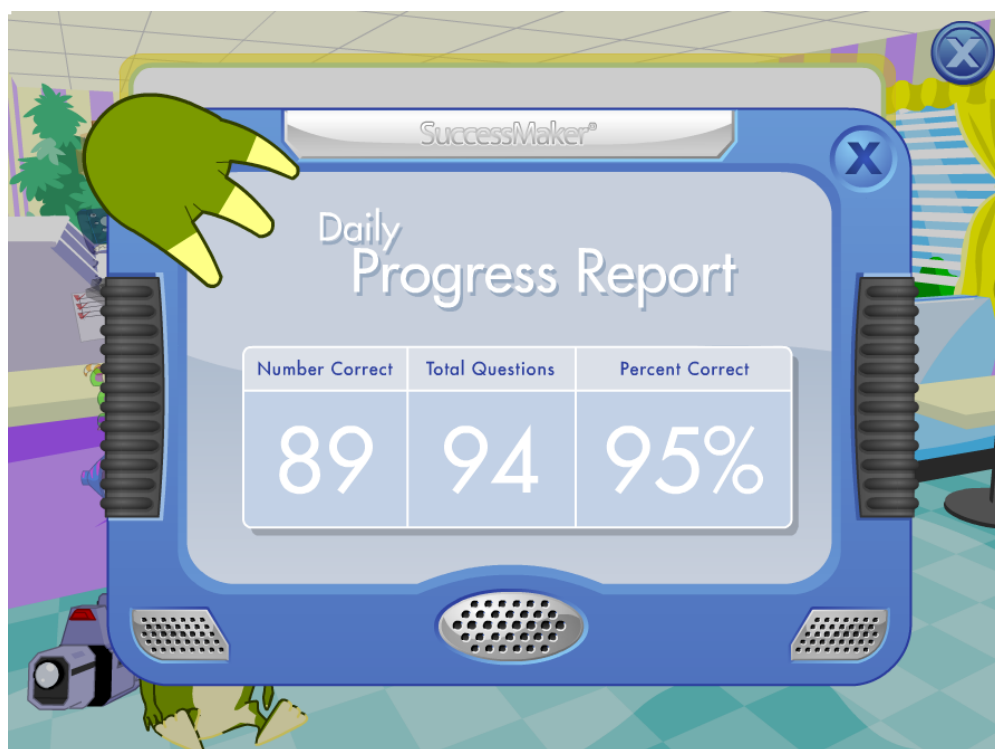 X
SuccessMaker®
X
Daily
Progress Report
Number Correct Total Questions Percent Correct
89 94 95%